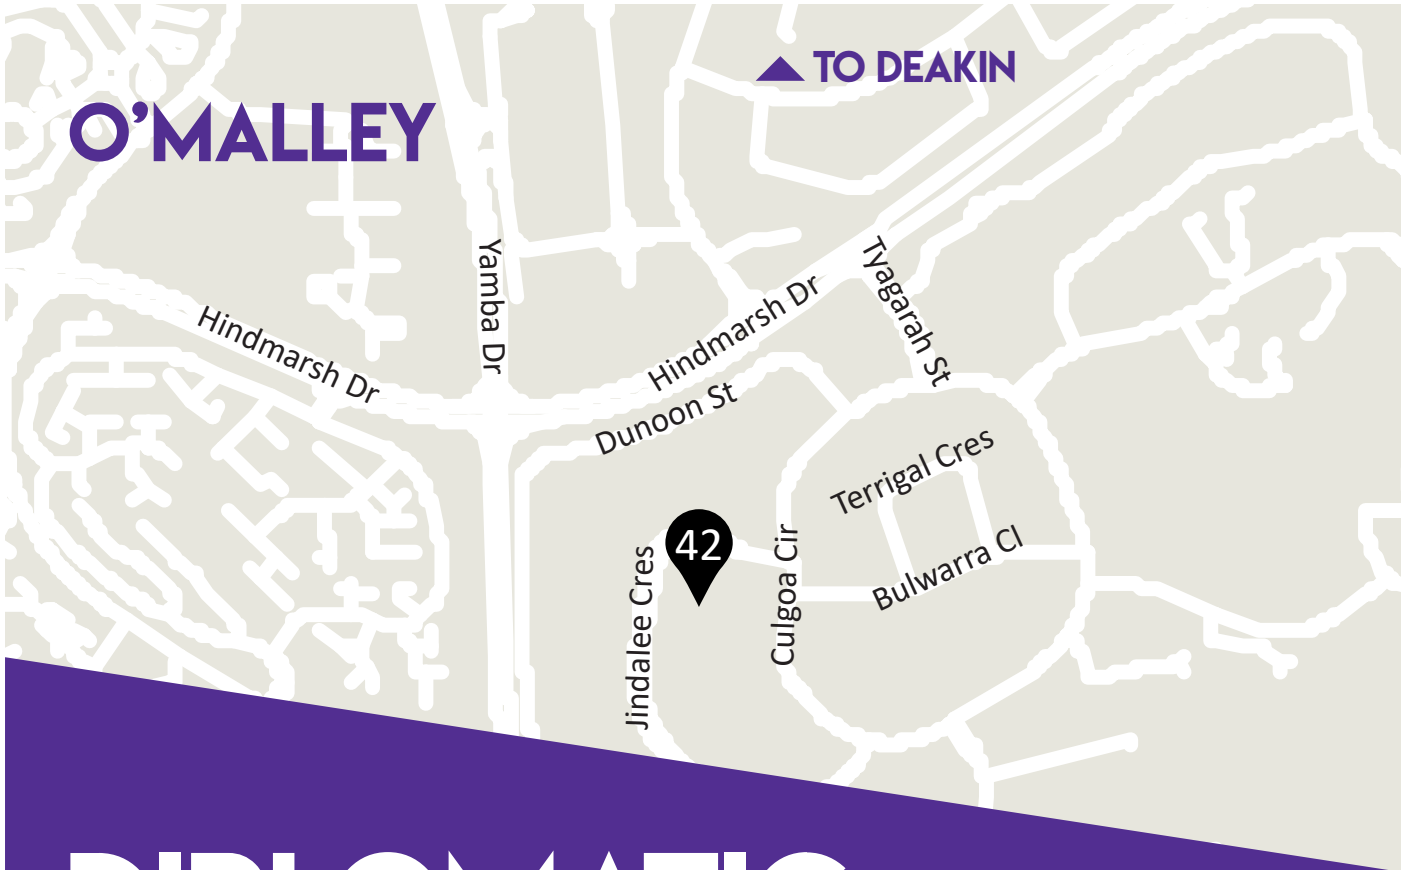 TO DEAKIN
O’MALLEY
Yamba Dr
Tyagarah St
Hindmarsh Dr
Hindmarsh Dr
Dunoon St
Terrigal Cres
42
Bulwarra Cl
Jindalee Cres
Culgoa Cir
DIPLOMATIC